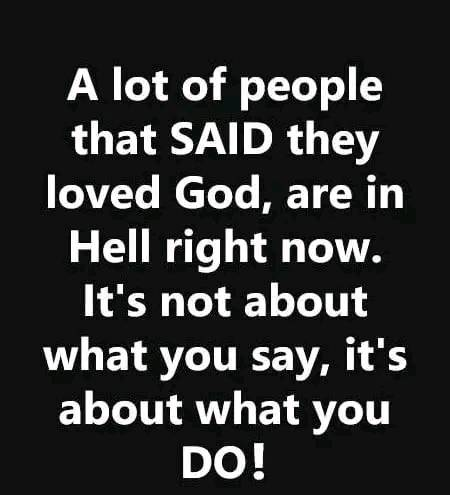 A lot of people
that SAID they
loved God, are in
Hell right now.
It's not about
what you say, it's
about what you
DO!